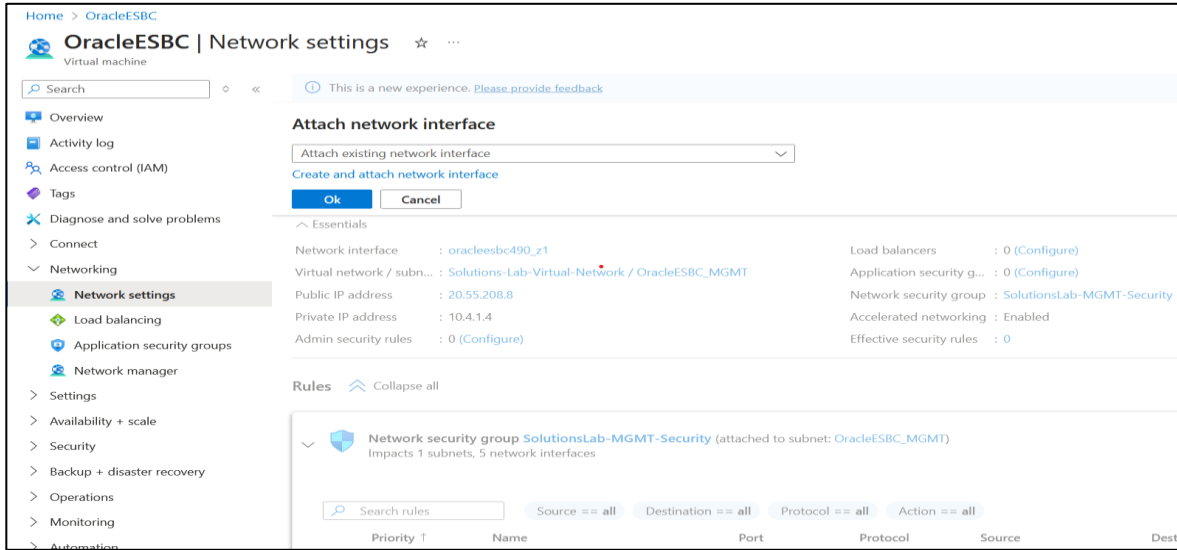 Home > OracleESBC
OracleESBC | Network settings
Virtual machine
Search
Overview
Activity log
Access control (IAM)
Tags
Diagnose and solve problems
Connect
Networking
Network settings
Load balancing
Application security groups
Network manager
Settings
Availability + scale
Security
Backup + disaster recovery
Operations
Monitoring
Automation
This is a new experience. Please provide feedback
Attach network interface
Attach existing network interface
Create and attach network interface
Ok Cancel
Essentials
Network interface : oracleesbc490_z1
Virtual network / subn... : Solutions-Lab-Virtual-Network / OracleESBC_MGMT
Public IP address : 20.55.208.8
Private IP address : 10.4.1.4
Admin security rules : 0 (Configure)
Load balancers : 0 (Configure)
Application security g... : 0 (Configure)
Network security group : SolutionsLab-MGMT-Security
Accelerated networking : Enabled
Effective security rules : 0
Rules Collapse all
Network security group SolutionsLab-MGMT-Security (attached to subnet: OracleESBC_MGMT)
Impacts 1 subnets, 5 network interfaces
Search rules Source == all Destination == all Protocol == all Action == all
Priority ↑ Name Port Protocol Source Dest